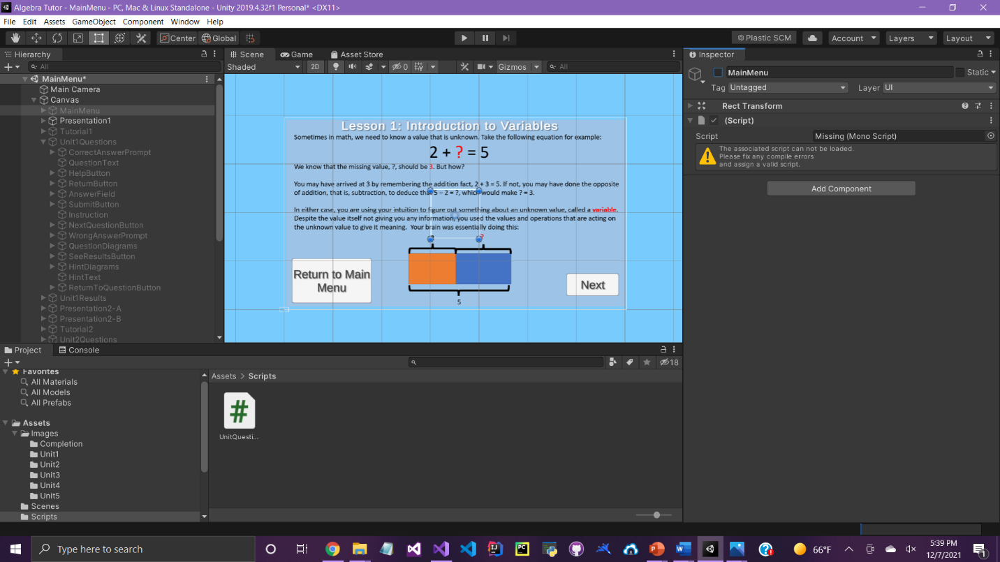 Algebra Tutor - MainMenu - PC, Mac & Linux Standalone - Unity 2019.4.32f1 Personal* <DX11>
File Edit Assets GameObject Component Window Help
Center Global Plastic SCM Account Layers Layout
Hierarchy
All
MainMenu*
Main Camera
Canvas
MainMenu
Presentation1
Tutorial1
Unit1Questions
CorrectAnswerPrompt
QuestionText
HelpButton
ReturnButton
AnswerField
SubmitButton
Instruction
NextQuestionButton
WrongAnswerPrompt
QuestionDiagrams
SeeResultsButton
HintDiagrams
HintText
ReturnToQuestionButton
Unit1Results
Presentation2-A
Presentation2-B
Tutorial2
Unit2Questions
Scene Game Asset Store
Shaded 2D 0 Gizmos All
Lesson 1: Introduction to Variables
Sometimes in math, we need to know a value that is unknown. Take the following equation for example:
2 + ? = 5
We know that the missing value, ?, should be 3. But how?
You may have arrived at 3 by remembering the addition fact, 2 + 3 = 5. If not, you may have done the opposite
of addition, that is, subtraction, to deduce that 5 – 2 = ?, which would make ? = 3.
In either case, you are using your intuition to figure out something about an unknown value, called a variable.
Despite the value itself not giving you any information, you used the values and operations that are acting on
the unknown value to give it meaning. Your brain was essentially doing this:
?
5
Return to Main
Menu
Next
Inspector
MainMenu Static
Tag Untagged Layer UI
Rect Transform
(Script)
Script Missing (Mono Script)
The associated script can not be loaded.
Please fix any compile errors
and assign a valid script.
Add Component
Project Console
18
Favorites
All Materials
All Models
All Prefabs
Assets
Images
Completion
Unit1
Unit2
Unit3
Unit4
Unit5
Scenes
Scripts
Assets > Scripts
#
UnitQuesti...
Type here to search
PC
66°F
5:39 PM
12/7/2021
1